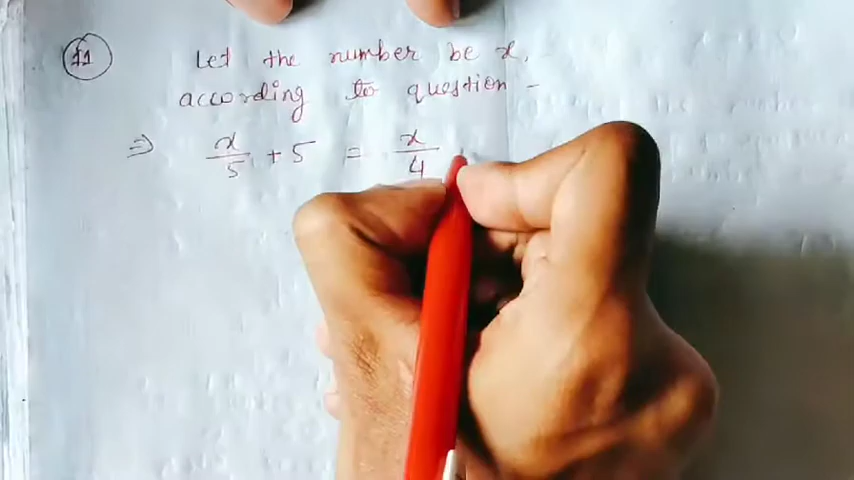 11
Let the number be x,
according to question -
⇒ x/5 + 5 = x/4